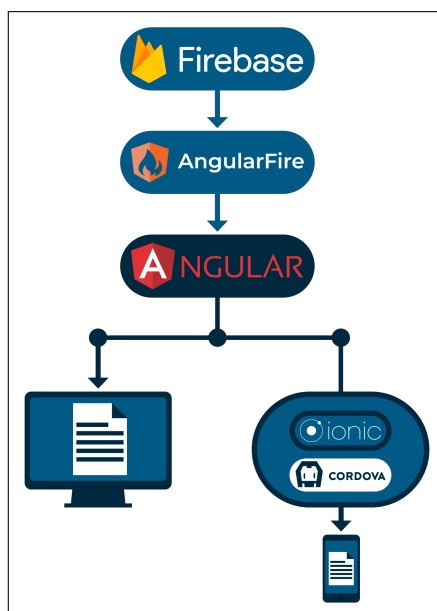 Firebase
AngularFire
ANGULAR
ionic
CORDOVA